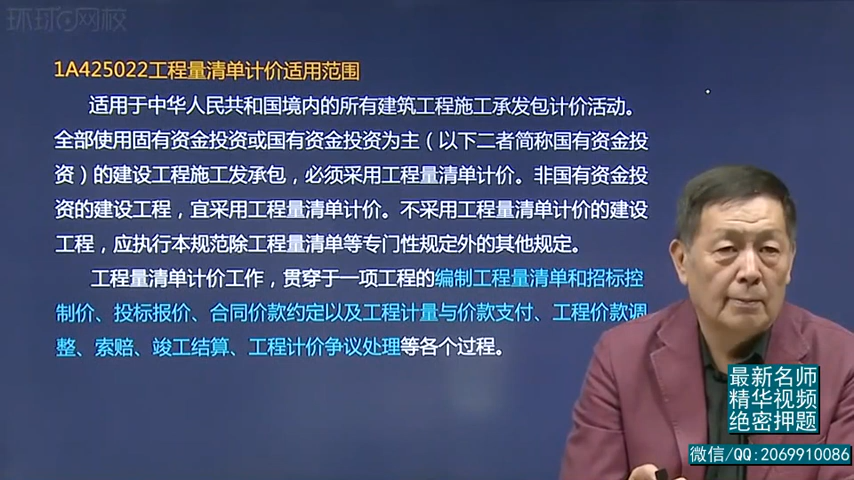 环球网校
1A425022工程量清单计价适用范围
适用于中华人民共和国境内的所有建筑工程施工承发包计价活动。
全部使用固有资金投资或国有资金投资为主（以下二者简称国有资金投
资）的建设工程施工发承包，必须采用工程量清单计价。非国有资金投
资的建设工程，宜采用工程量清单计价。不采用工程量清单计价的建设
工程，应执行本规范除工程量清单等专门性规定外的其他规定。
工程量清单计价工作，贯穿于一项工程的编制工程量清单和招标控
制价、投标报价、合同价款约定以及工程计量与价款支付、工程价款调
整、索赔、竣工结算、工程计价争议处理等各个过程。
最新名师
精华视频
绝密押题
微信/QQ:2069910086